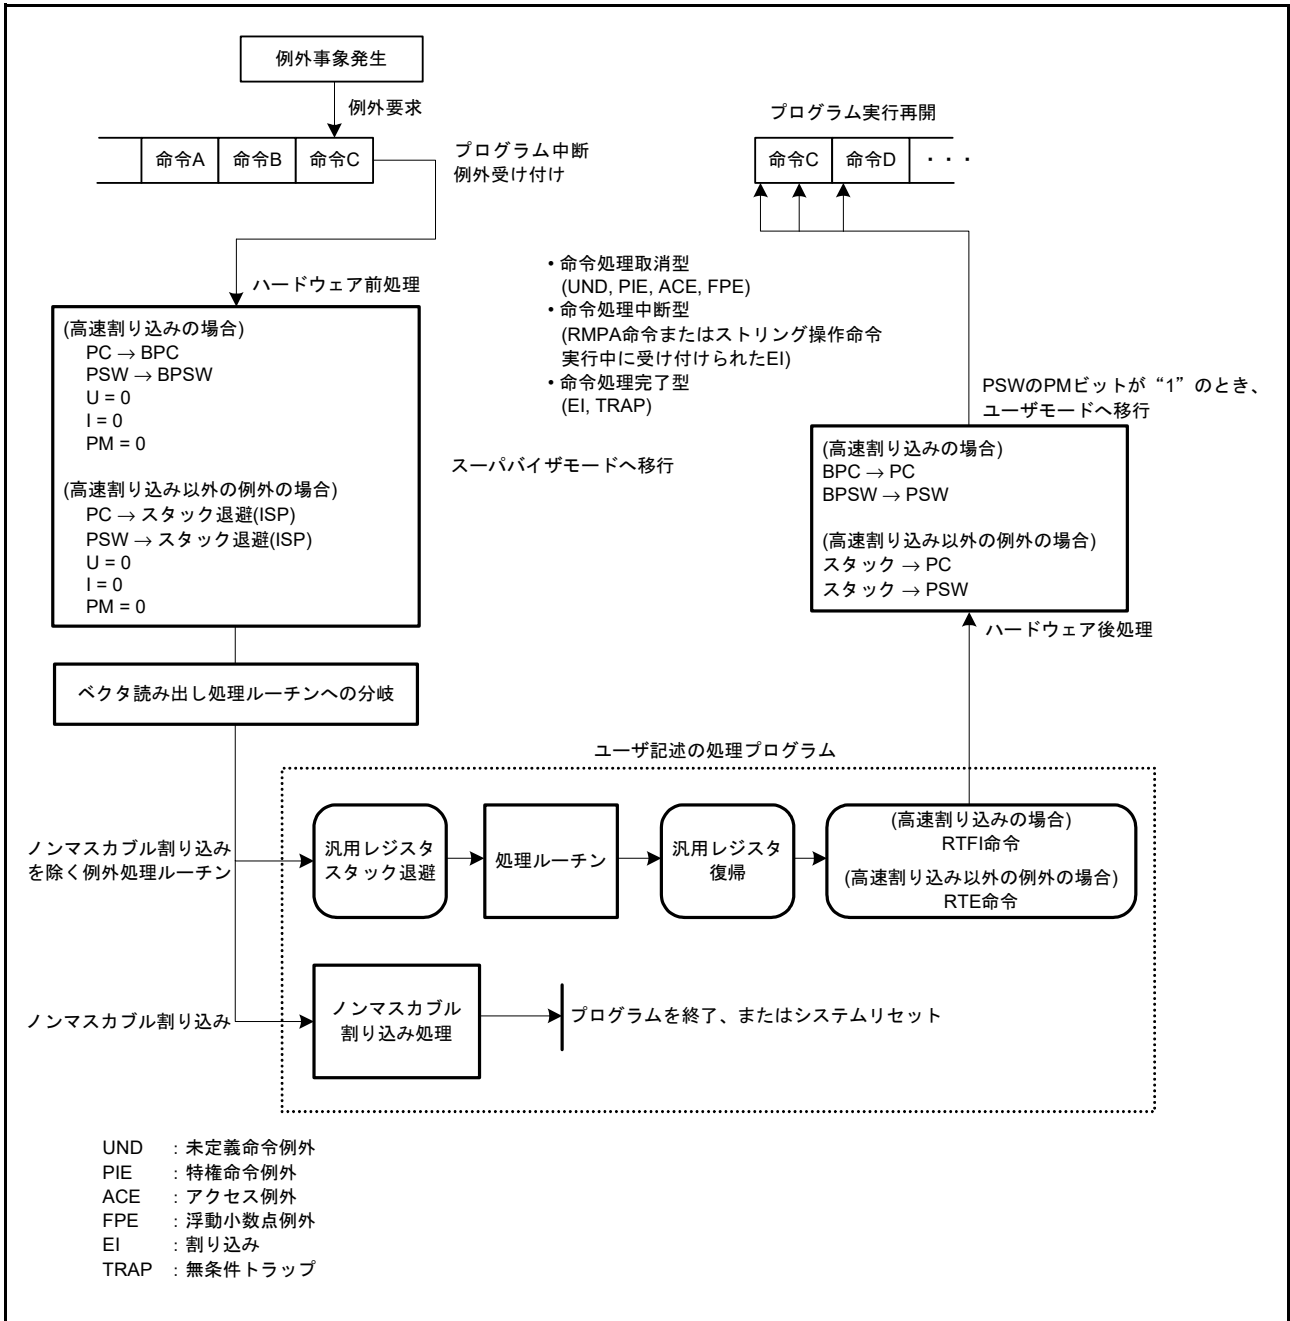 例外事象発生
例外要求
命令A 命令B 命令C
プログラム中断
例外受け付け
プログラム実行再開
命令C 命令D ・・・
ハードウェア前処理
(高速割り込みの場合)
PC → BPC
PSW → BPSW
U = 0
I = 0
PM = 0
(高速割り込み以外の例外の場合)
PC → スタック退避(ISP)
PSW → スタック退避(ISP)
U = 0
I = 0
PM = 0
・命令処理取消型
(UND, PIE, ACE, FPE)
・命令処理中断型
(RMPA命令またはストリング操作命令
実行中に受け付けられたEI)
・命令処理完了型
(EI, TRAP)
スーパバイザモードへ移行
PSWのPMビットが“1”のとき、
ユーザモードへ移行
(高速割り込みの場合)
BPC → PC
BPSW → PSW
(高速割り込み以外の例外の場合)
スタック → PC
スタック → PSW
ハードウェア後処理
ベクタ読み出し処理ルーチンへの分岐
ユーザ記述の処理プログラム
ノンマスカブル割り込み
を除く例外処理ルーチン
汎用レジスタ
スタック退避
処理ルーチン
汎用レジスタ
復帰
(高速割り込みの場合)
RTFI命令
(高速割り込み以外の例外の場合)
RTE命令
ノンマスカブル割り込み
ノンマスカブル
割り込み処理
プログラムを終了、またはシステムリセット
UND : 未定義命令例外
PIE : 特権命令例外
ACE : アクセス例外
FPE : 浮動小数点例外
EI : 割り込み
TRAP : 無条件トラップ